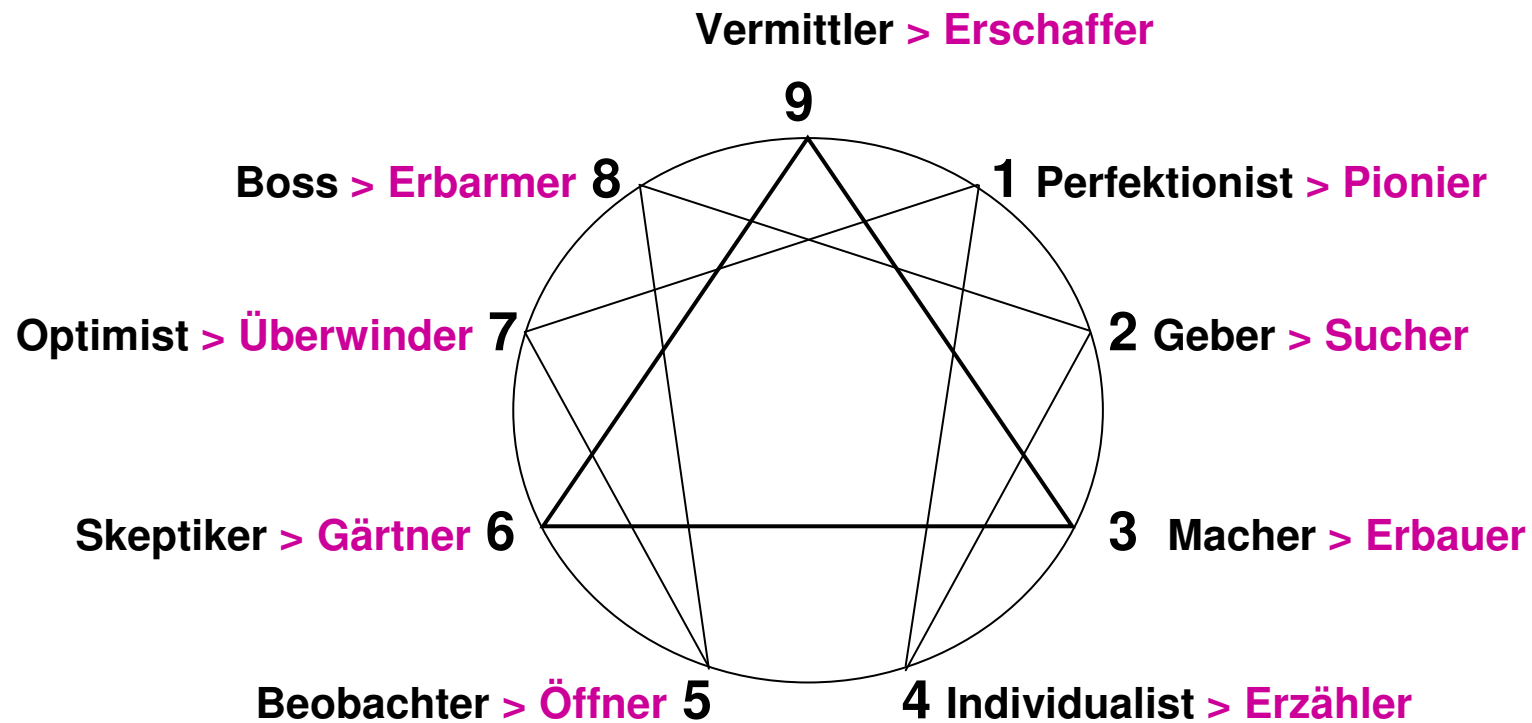 Vermittler > Erschaffer
9
Boss > Erbarmer 8
1 Perfektionist > Pionier
Optimist > Überwinder 7
2 Geber > Sucher
Skeptiker > Gärtner 6
3 Macher > Erbauer
Beobachter > Öffner 5
4 Individualist > Erzähler